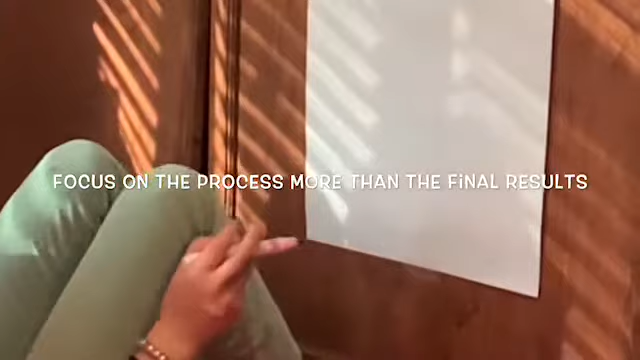 FOCUS ON THE PROCESS MORE THAN THE FiNAL RESULTS